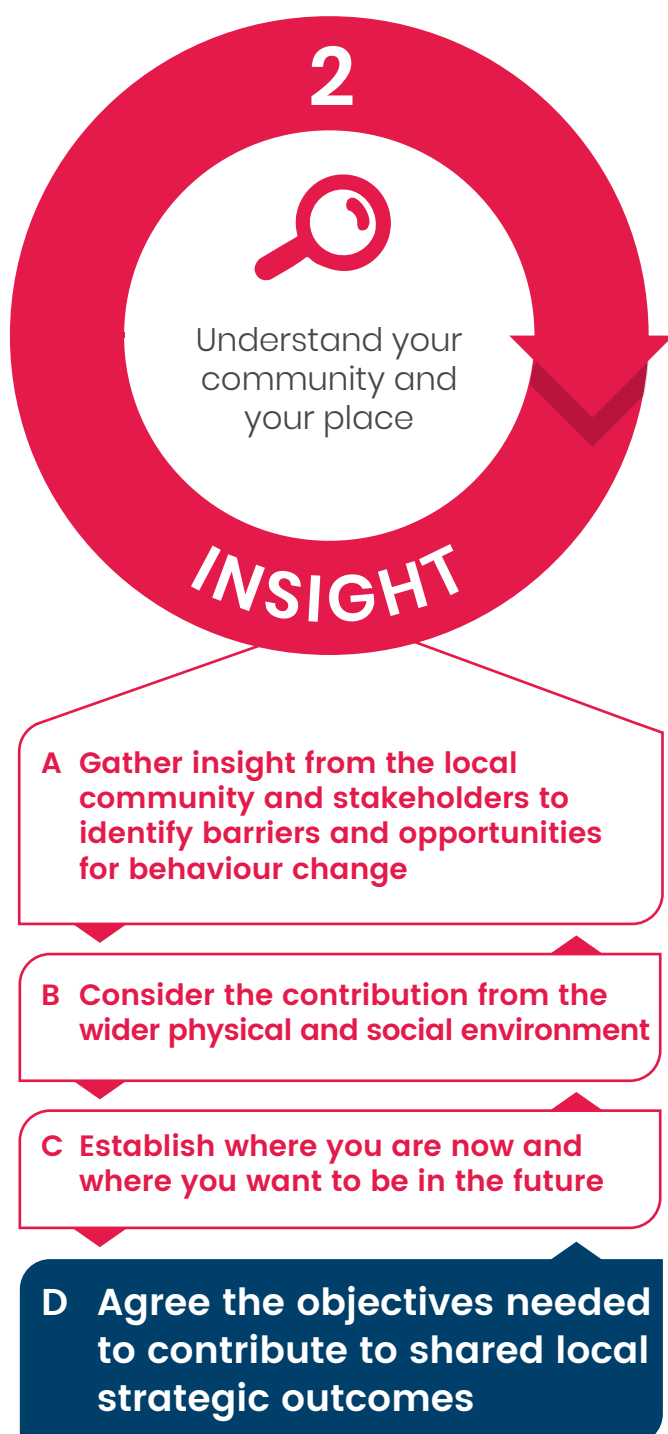 2
Understand your
community and
your place
INSIGHT
A Gather insight from the local
community and stakeholders to
identify barriers and opportunities
for behaviour change
B Consider the contribution from the
wider physical and social environment
C Establish where you are now and
where you want to be in the future
D Agree the objectives needed
to contribute to shared local
strategic outcomes